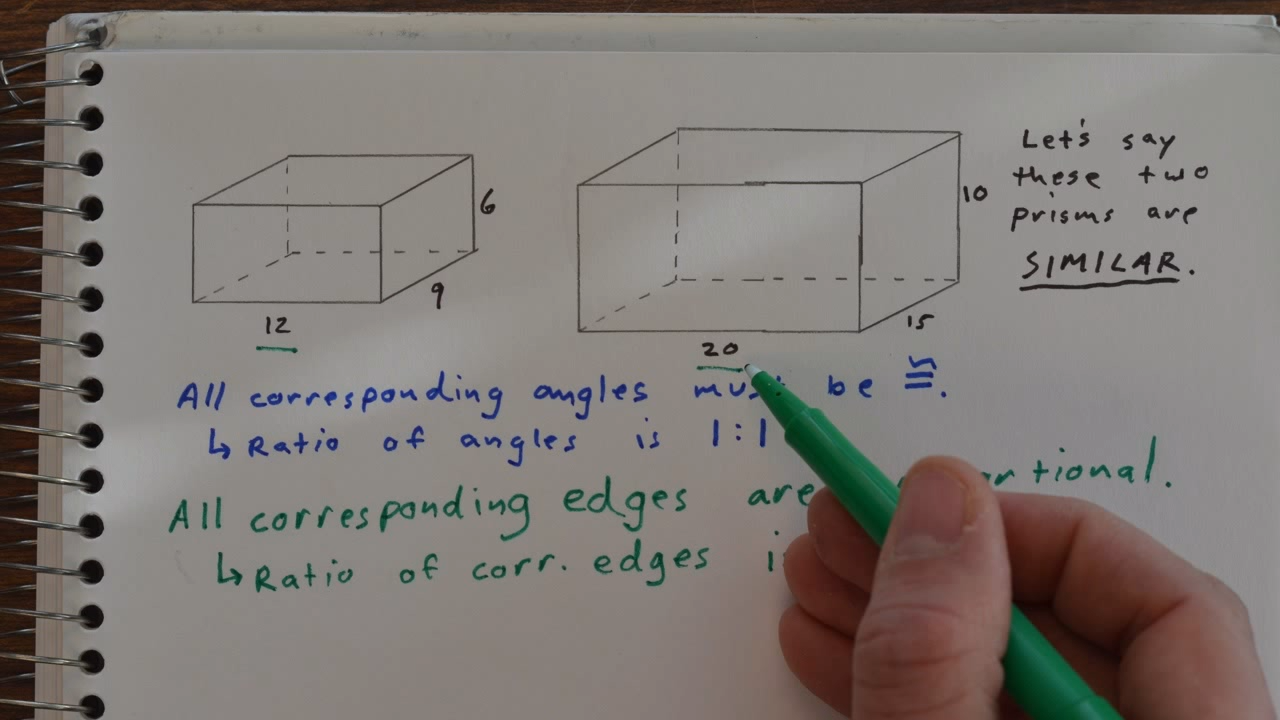 Let's say
these two
prisms are
SIMILAR.
6
9
12
10
15
20
All corresponding angles must be ≅.
↳ Ratio of angles is 1:1
All corresponding edges are
↳ Ratio of corr. edges